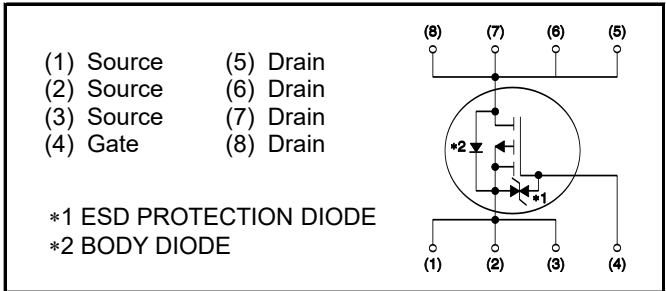 (1) Source (5) Drain
(2) Source (6) Drain
(3) Source (7) Drain
(4) Gate (8) Drain
∗1 ESD PROTECTION DIODE
∗2 BODY DIODE
(8) (7) (6) (5)
∗2
∗1
(1) (2) (3) (4)